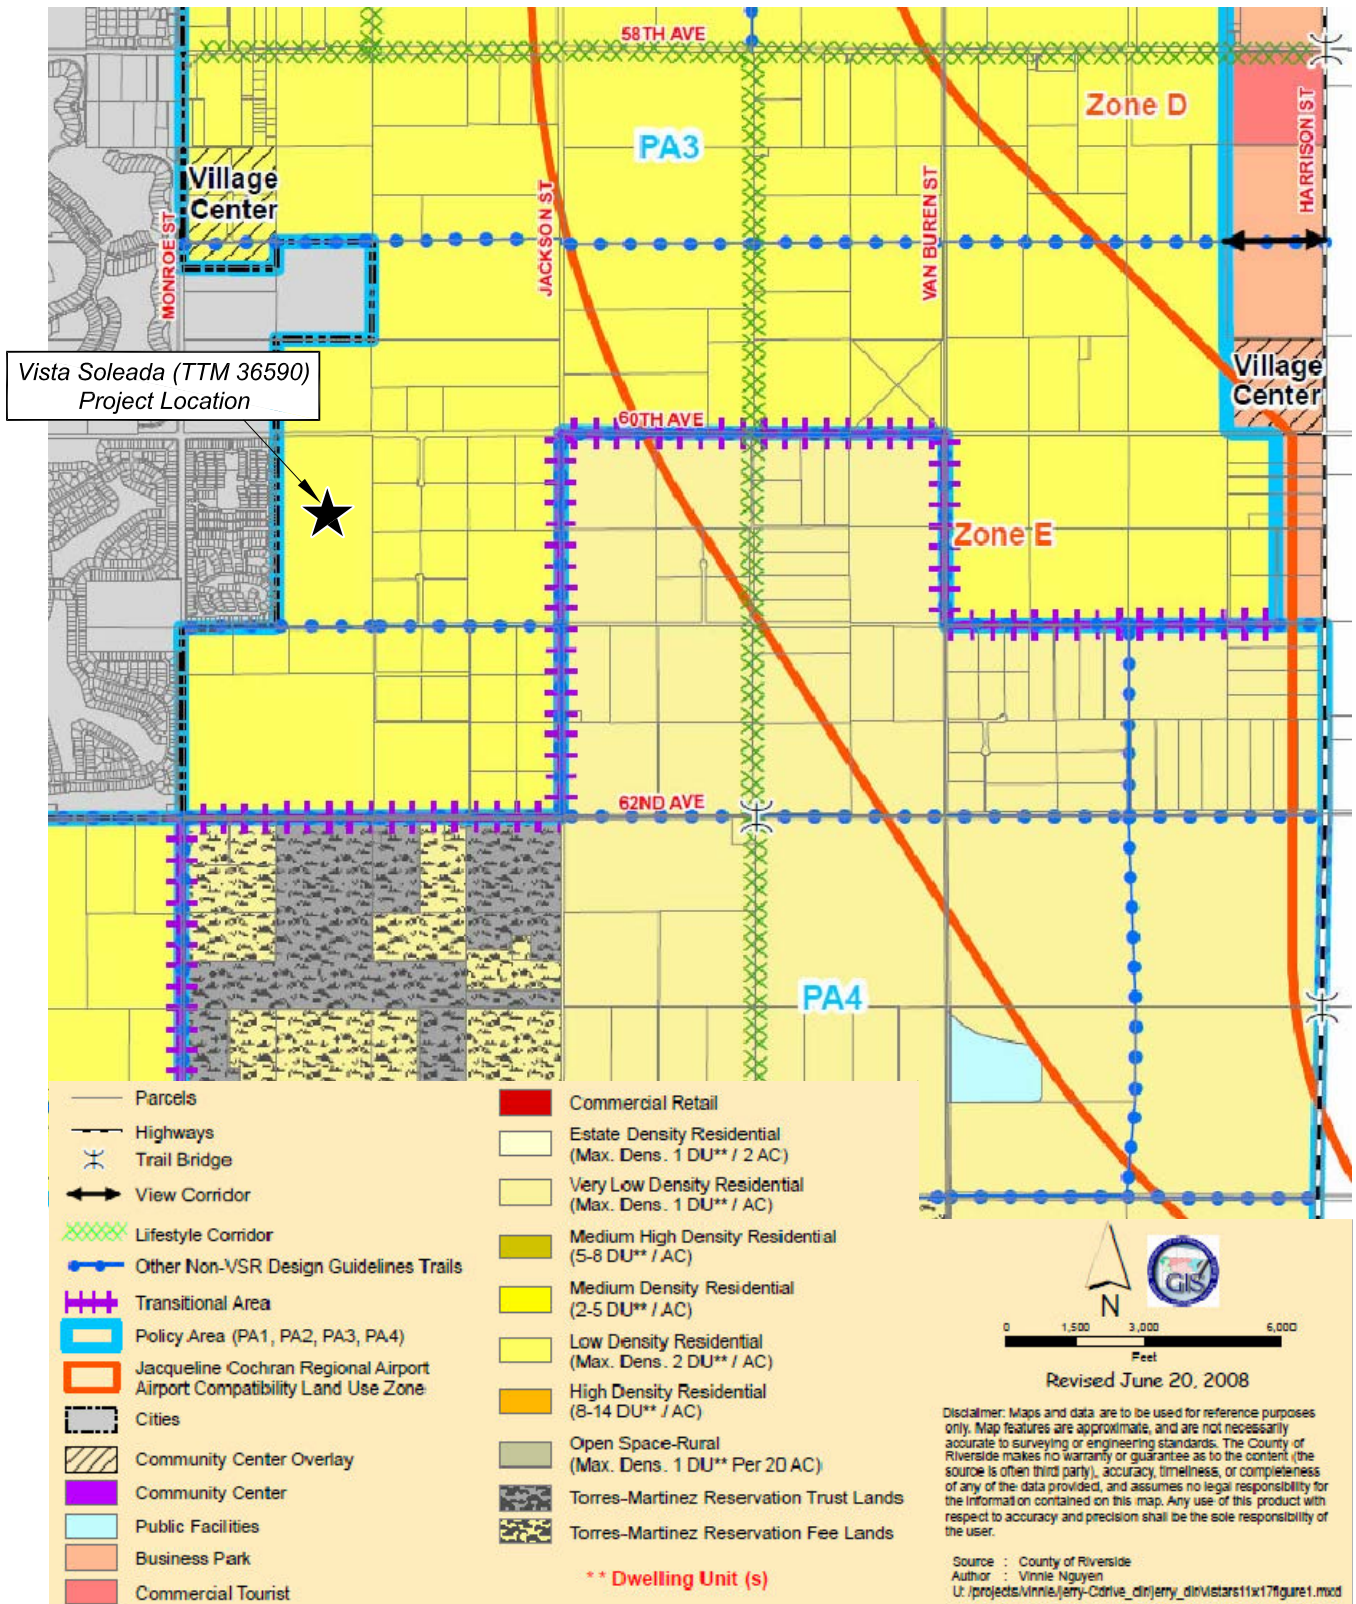 58TH AVE
Zone D
HARRISON ST
PA3
Village
Center
VAN BUREN ST
JACKSON ST
MONROE ST
Vista Soleada (TTM 36590)
Project Location
Village
Center
60TH AVE
Zone E
62ND AVE
PA4
Parcels
Highways
Trail Bridge
View Corridor
Lifestyle Corridor
Other Non-VSR Design Guidelines Trails
Transitional Area
Policy Area (PA1, PA2, PA3, PA4)
Jacqueline Cochran Regional Airport
Airport Compatibility Land Use Zone
Cities
Community Center Overlay
Community Center
Public Facilities
Business Park
Commercial Tourist
Commercial Retail
Estate Density Residential
(Max. Dens. 1 DU** / 2 AC)
Very Low Density Residential
(Max. Dens. 1 DU** / AC)
Medium High Density Residential
(5-8 DU** / AC)
Medium Density Residential
(2-5 DU** / AC)
Low Density Residential
(Max. Dens. 2 DU** / AC)
High Density Residential
(8-14 DU** / AC)
Open Space-Rural
(Max. Dens. 1 DU** Per 20 AC)
Torres-Martinez Reservation Trust Lands
Torres-Martinez Reservation Fee Lands
** Dwelling Unit (s)
N
GIS
0 1,500 3,000 6,000
Feet
Revised June 20, 2008
Disclaimer: Maps and data are to be used for reference purposes
only. Map features are approximate, and are not necessarily
accurate to surveying or engineering standards. The County of
Riverside makes no warranty or guarantee as to the content (the
source is often third party), accuracy, timeliness, or completeness
of any of the data provided, and assumes no legal responsibility for
the information contained on this map. Any use of this product with
respect to accuracy and precision shall be the sole responsibility of
the user.
Source : County of Riverside
Author : Vinnie Nguyen
U: /projects/vinnie/jerry-Cdrive_dir/jerry_dir/vistars11x17figure1.mxd